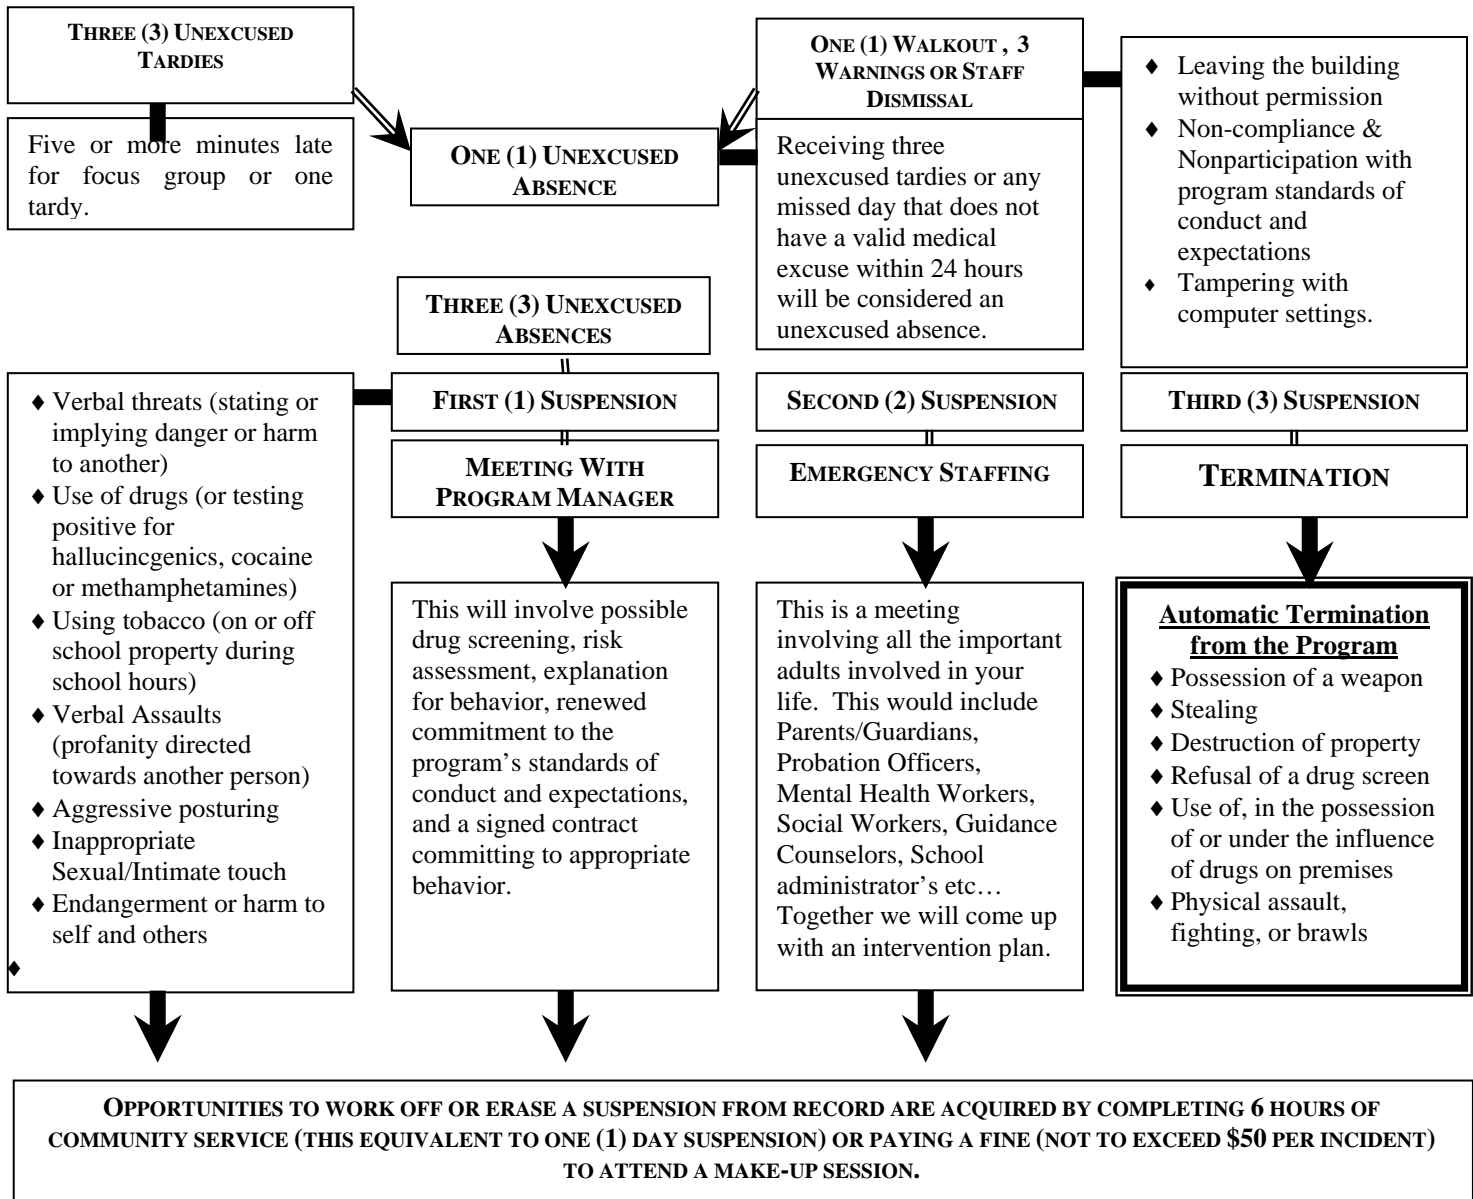 THREE (3) UNEXCUSED
TARDIES
Five or more minutes late
for focus group or one
tardy.
ONE (1) UNEXCUSED
ABSENCE
ONE (1) WALKOUT , 3
WARNINGS OR STAFF
DISMISSAL
Receiving three
unexcused tardies or any
missed day that does not
have a valid medical
excuse within 24 hours
will be considered an
unexcused absence.
♦ Leaving the building
without permission
♦ Non-compliance &
Nonparticipation with
program standards of
conduct and
expectations
♦ Tampering with
computer settings.
THREE (3) UNEXCUSED
ABSENCES
♦ Verbal threats (stating or
implying danger or harm
to another)
♦ Use of drugs (or testing
positive for
hallucincgenics, cocaine
or methamphetamines)
♦ Using tobacco (on or off
school property during
school hours)
♦ Verbal Assaults
(profanity directed
towards another person)
♦ Aggressive posturing
♦ Inappropriate
Sexual/Intimate touch
♦ Endangerment or harm to
self and others
♦
FIRST (1) SUSPENSION
MEETING WITH
PROGRAM MANAGER
This will involve possible
drug screening, risk
assessment, explanation
for behavior, renewed
commitment to the
program's standards of
conduct and expectations,
and a signed contract
committing to appropriate
behavior.
SECOND (2) SUSPENSION
EMERGENCY STAFFING
This is a meeting
involving all the important
adults involved in your
life. This would include
Parents/Guardians,
Probation Officers,
Mental Health Workers,
Social Workers, Guidance
Counselors, School
administrator's etc…
Together we will come up
with an intervention plan.
THIRD (3) SUSPENSION
TERMINATION
Automatic Termination
from the Program
♦ Possession of a weapon
♦ Stealing
♦ Destruction of property
♦ Refusal of a drug screen
♦ Use of, in the possession
of or under the influence
of drugs on premises
♦ Physical assault,
fighting, or brawls
OPPORTUNITIES TO WORK OFF OR ERASE A SUSPENSION FROM RECORD ARE ACQUIRED BY COMPLETING 6 HOURS OF
COMMUNITY SERVICE (THIS EQUIVALENT TO ONE (1) DAY SUSPENSION) OR PAYING A FINE (NOT TO EXCEED $50 PER INCIDENT)
TO ATTEND A MAKE-UP SESSION.